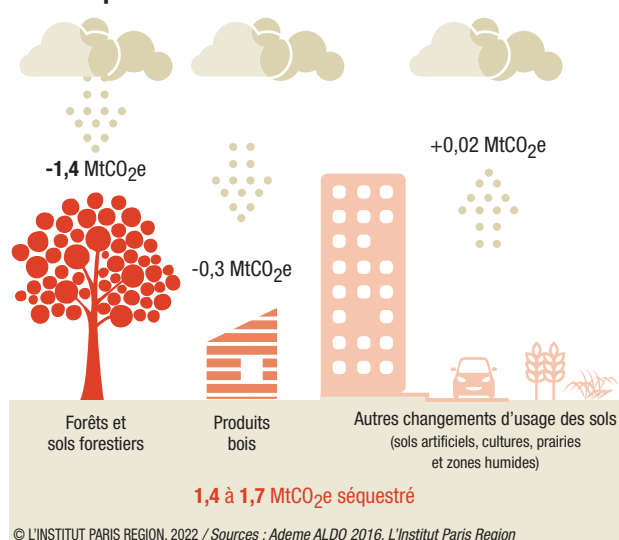 -1,4 MtCO2e
+0,02 MtCO2e
-0,3 MtCO2e
Forêts et
sols forestiers
Produits
bois
Autres changements d'usage des sols
(sols artificiels, cultures, prairies
et zones humides)
1,4 à 1,7 MtCO2e séquestré
© L'INSTITUT PARIS REGION, 2022 / Sources : Ademe ALDO 2016, L'Institut Paris Region